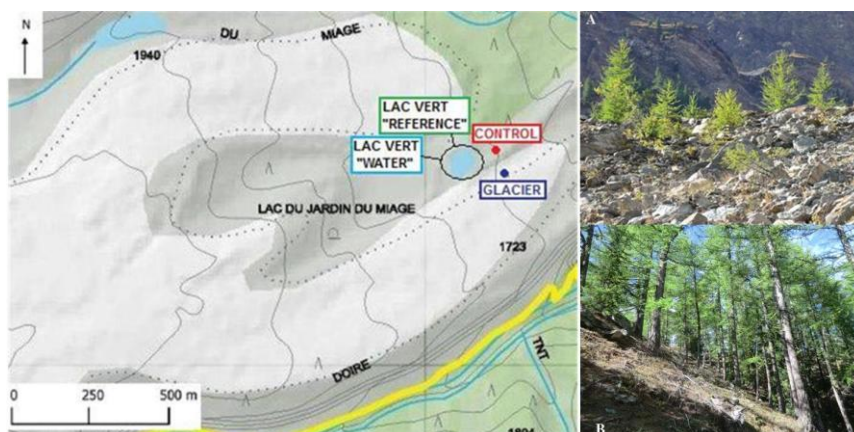 N
DU
MIAGE
1940
LAC VERT
"REFERENCE"
CONTROL
LAC VERT
"WATER"
GLACIER
LAC DU JARDIN DU MIAGE
1723
DOIRE
TNT
0 250 500 m
A
B